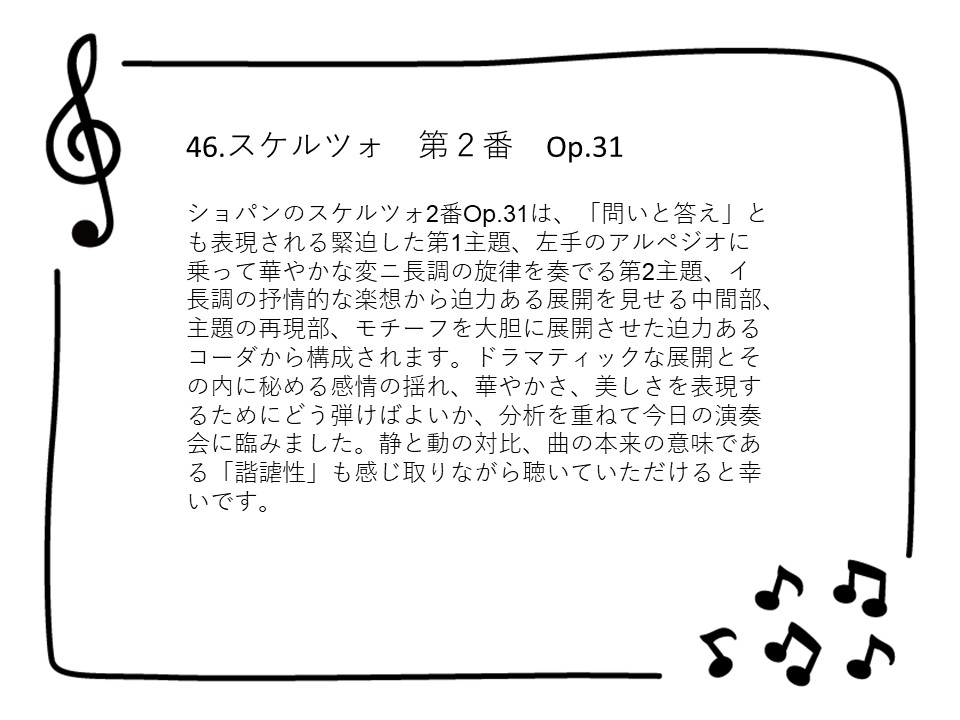 46.スケルツォ　第２番　Op.31
ショパンのスケルツォ2番Op.31は、「問いと答え」と
も表現される緊迫した第1主題、左手のアルペジオに
乗って華やかな変ニ長調の旋律を奏でる第2主題、イ
長調の抒情的な楽想から迫力ある展開を見せる中間部、
主題の再現部、モチーフを大胆に展開させた迫力ある
コーダから構成されます。ドラマティックな展開とそ
の内に秘める感情の揺れ、華やかさ、美しさを表現す
るためにどう弾けばよいか、分析を重ねて今日の演奏
会に臨みました。静と動の対比、曲の本来の意味であ
る「諧謔性」も感じ取りながら聴いていただけると幸
いです。